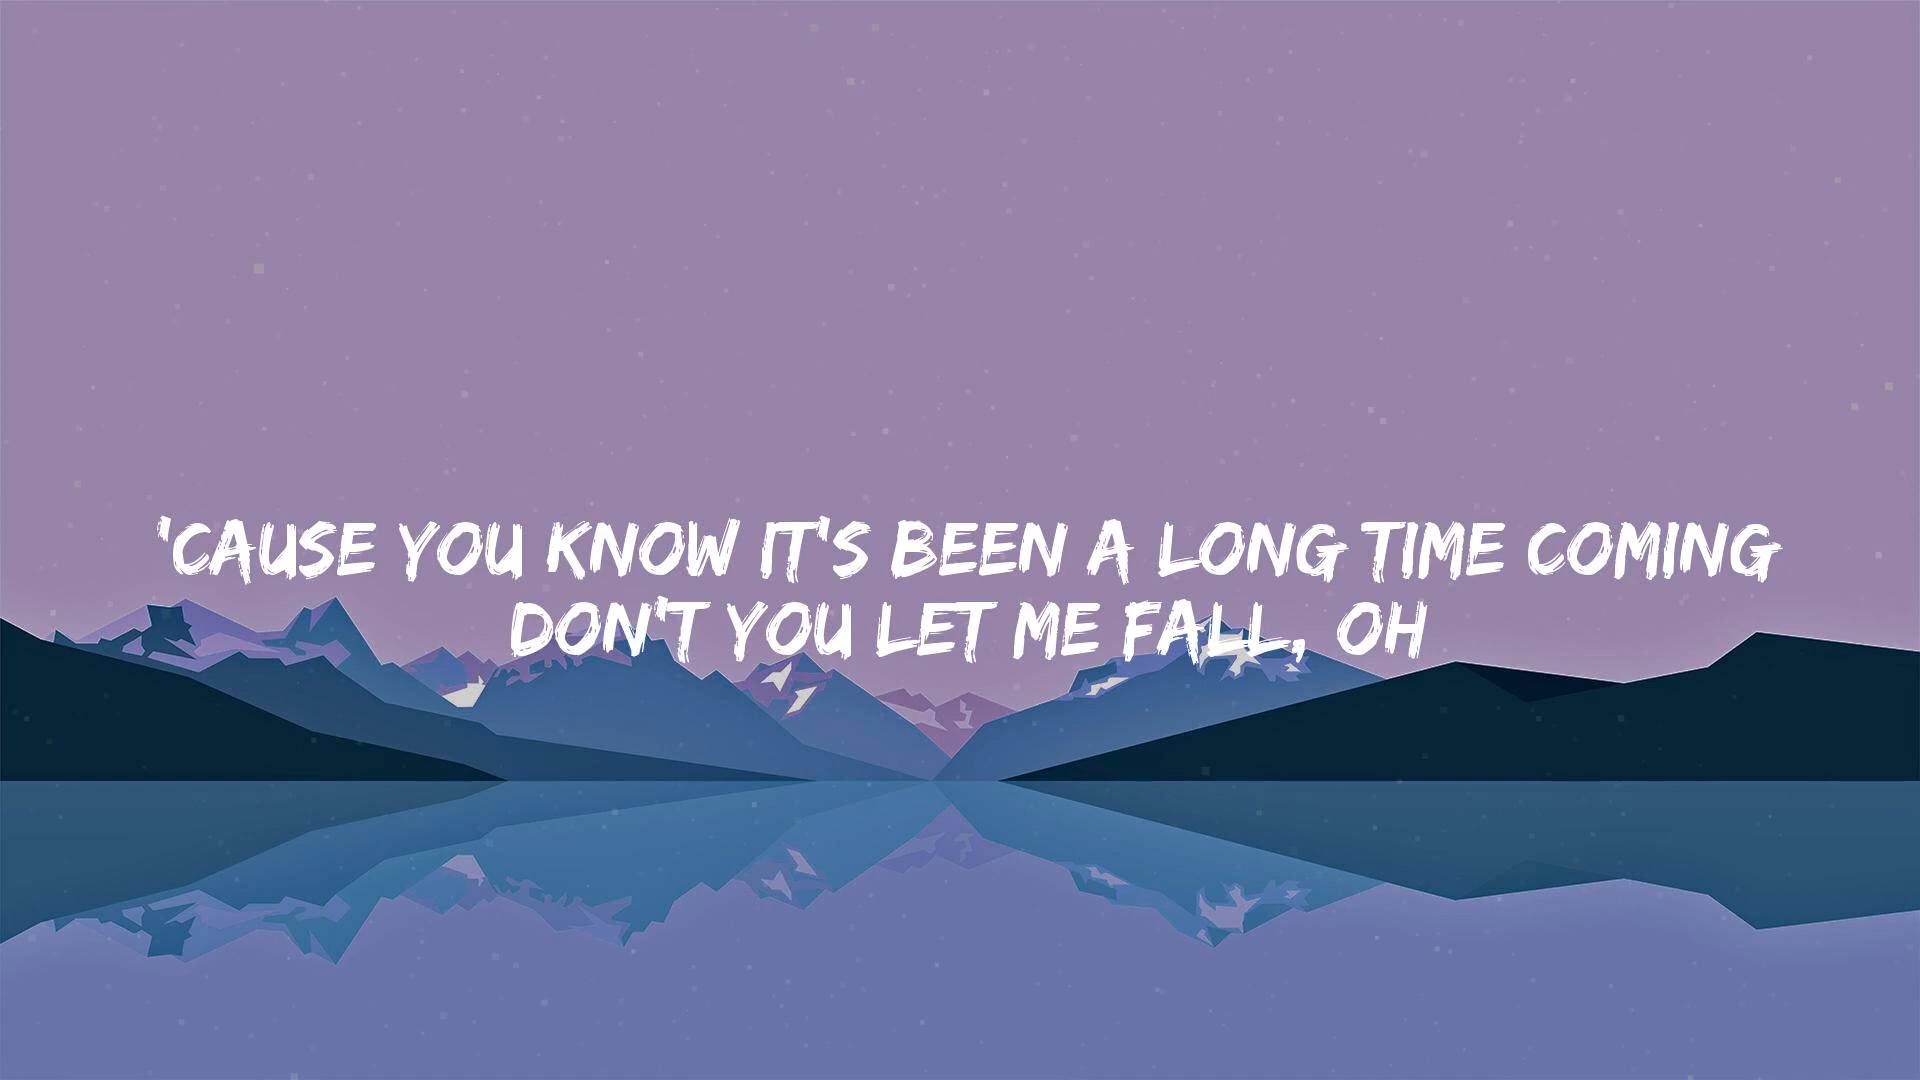 'CAUSE YOU KNOW IT'S BEEN A LONG TIME COMING
DON'T YOU LET ME FALL, OH